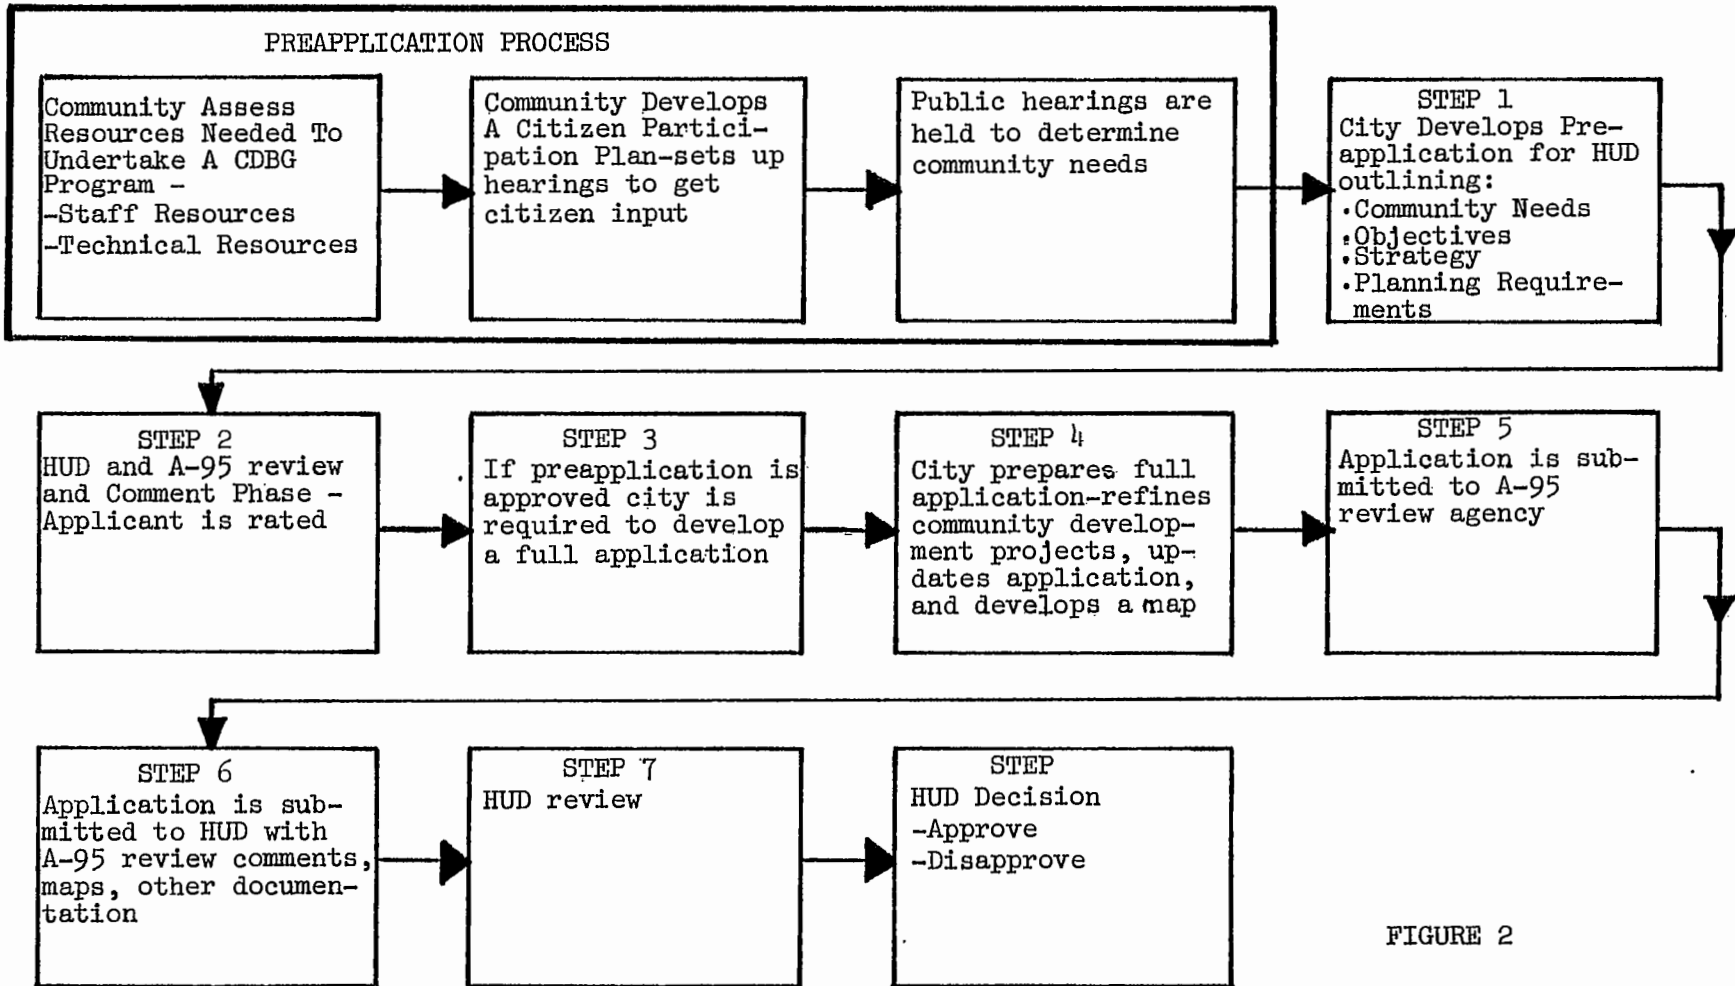 PREAPPLICATION PROCESS
Community Assess
Resources Needed To
Undertake A CDBG
Program -
-Staff Resources
-Technical Resources
Community Develops
A Citizen Partici-
pation Plan-sets up
hearings to get
citizen input
Public hearings are
held to determine
community needs
STEP 1
City Develops Pre-
application for HUD
outlining:
•Community Needs
•Objectives
•Strategy
•Planning Require-
ments
STEP 2
HUD and A-95 review
and Comment Phase -
Applicant is rated
STEP 3
If preapplication is
approved city is
required to develop
a full application
STEP 4
City prepares full
application-refines
community develop-
ment projects, up-
dates application,
and develops a map
STEP 5
Application is sub-
mitted to A-95
review agency
STEP 6
Application is sub-
mitted to HUD with
A-95 review comments,
maps, other documen-
tation
STEP 7
HUD review
STEP
HUD Decision
-Approve
-Disapprove
FIGURE 2